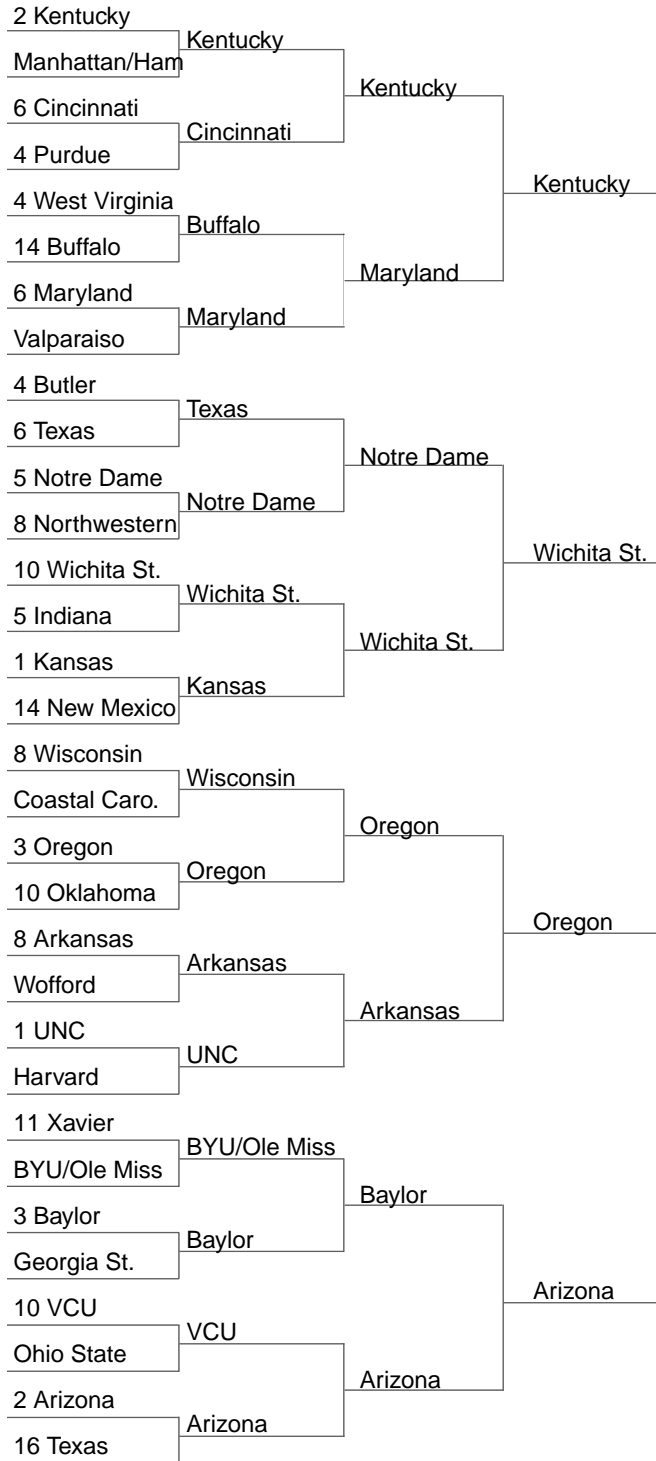 2 Kentucky
Manhattan/Ham
6 Cincinnati
4 Purdue
4 West Virginia
14 Buffalo
6 Maryland
Valparaiso
4 Butler
6 Texas
5 Notre Dame
8 Northwestern
10 Wichita St.
5 Indiana
1 Kansas
14 New Mexico
8 Wisconsin
Coastal Caro.
3 Oregon
10 Oklahoma
8 Arkansas
Wofford
1 UNC
Harvard
11 Xavier
BYU/Ole Miss
3 Baylor
Georgia St.
10 VCU
Ohio State
2 Arizona
16 Texas
Kentucky
Cincinnati
Buffalo
Maryland
Texas
Notre Dame
Wichita St.
Kansas
Wisconsin
Oregon
Arkansas
UNC
BYU/Ole Miss
Baylor
VCU
Arizona
Kentucky
Maryland
Notre Dame
Wichita St.
Oregon
Arkansas
Baylor
Arizona
Kentucky
Wichita St.
Oregon
Arizona